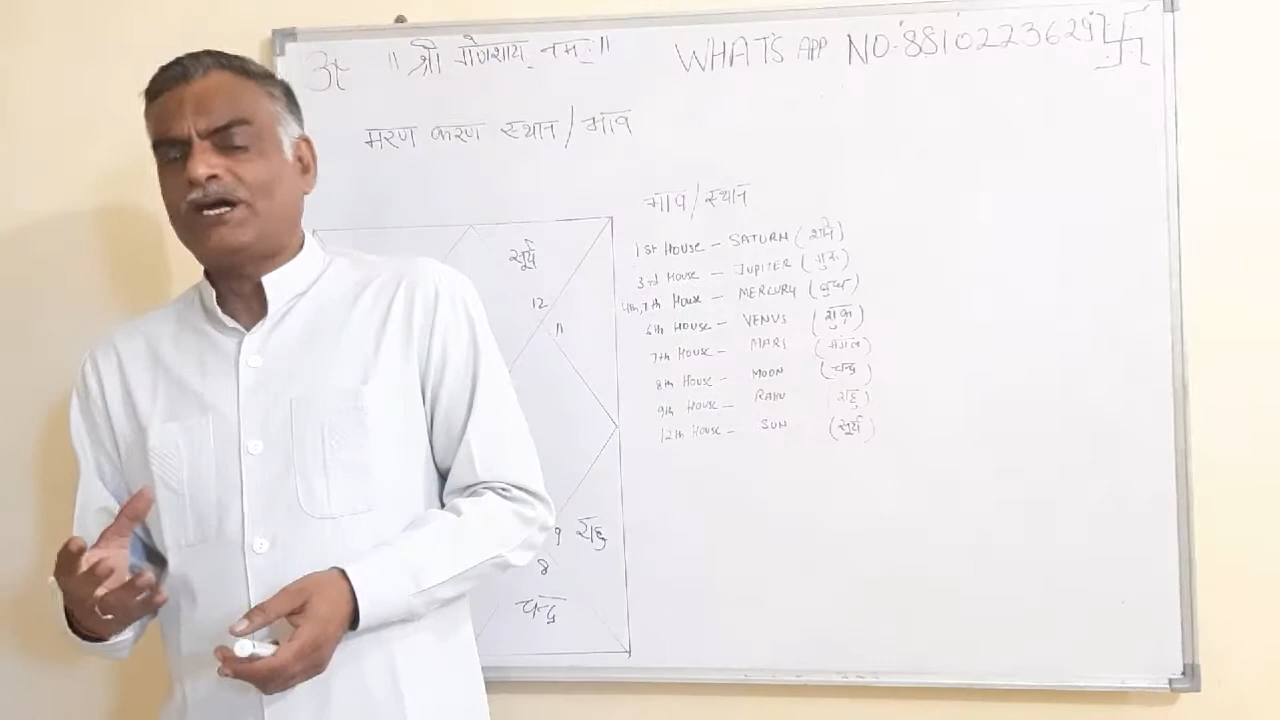 ॥ श्री गणेशाय नमः ॥
WHAT'S APP NO-8810223629
मरण कारण स्थान/भाव
भाव/स्थान
1st HOUSE - SATURN (शनि)
3rd HOUSE - JUPITER (गुरु)
4th, 7th HOUSE - MERCURY (बुध)
6th HOUSE - VENUS (शुक्र)
7th HOUSE - MARS (मंगल)
8th HOUSE - MOON (चन्द्र)
9th HOUSE - RAHU राहु)
12th HOUSE - SUN (सूर्य)
सूर्य
12
11
9 राहु
8
चन्द्र